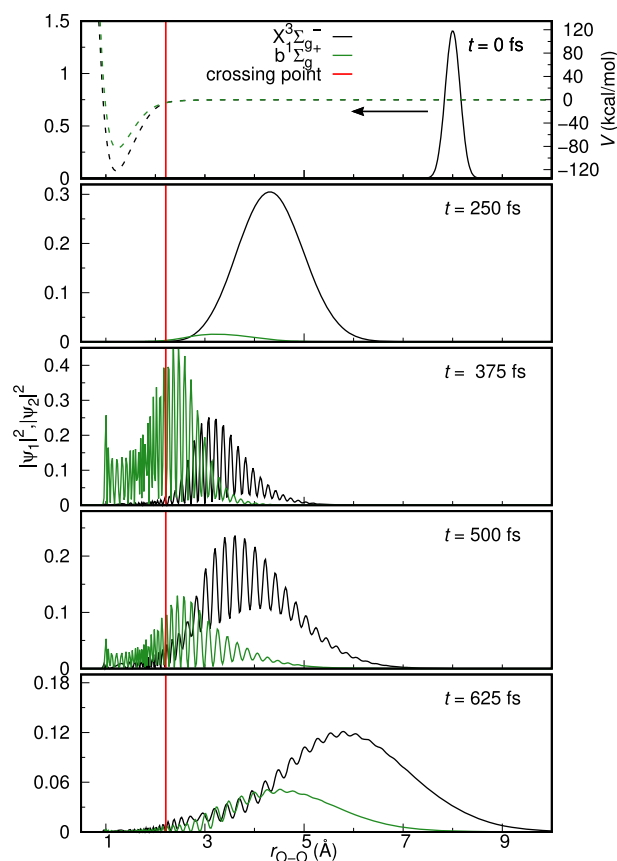 1.5
1
0.75
0.5
0
X³Σg⁻
b¹Σg⁺
crossing point
t = 0 fs
120
80
40
0
−40
−80
−120
V (kcal/mol)
0.3
0.2
0.1
0
t = 250 fs
0.4
0.3
0.2
0.1
0
t = 375 fs
|ψ₁|²,|ψ₂|²
0.2
0.1
0
t = 500 fs
0.18
0.12
0.06
0
t = 625 fs
1 3 5 7 9
rO−O (Å)